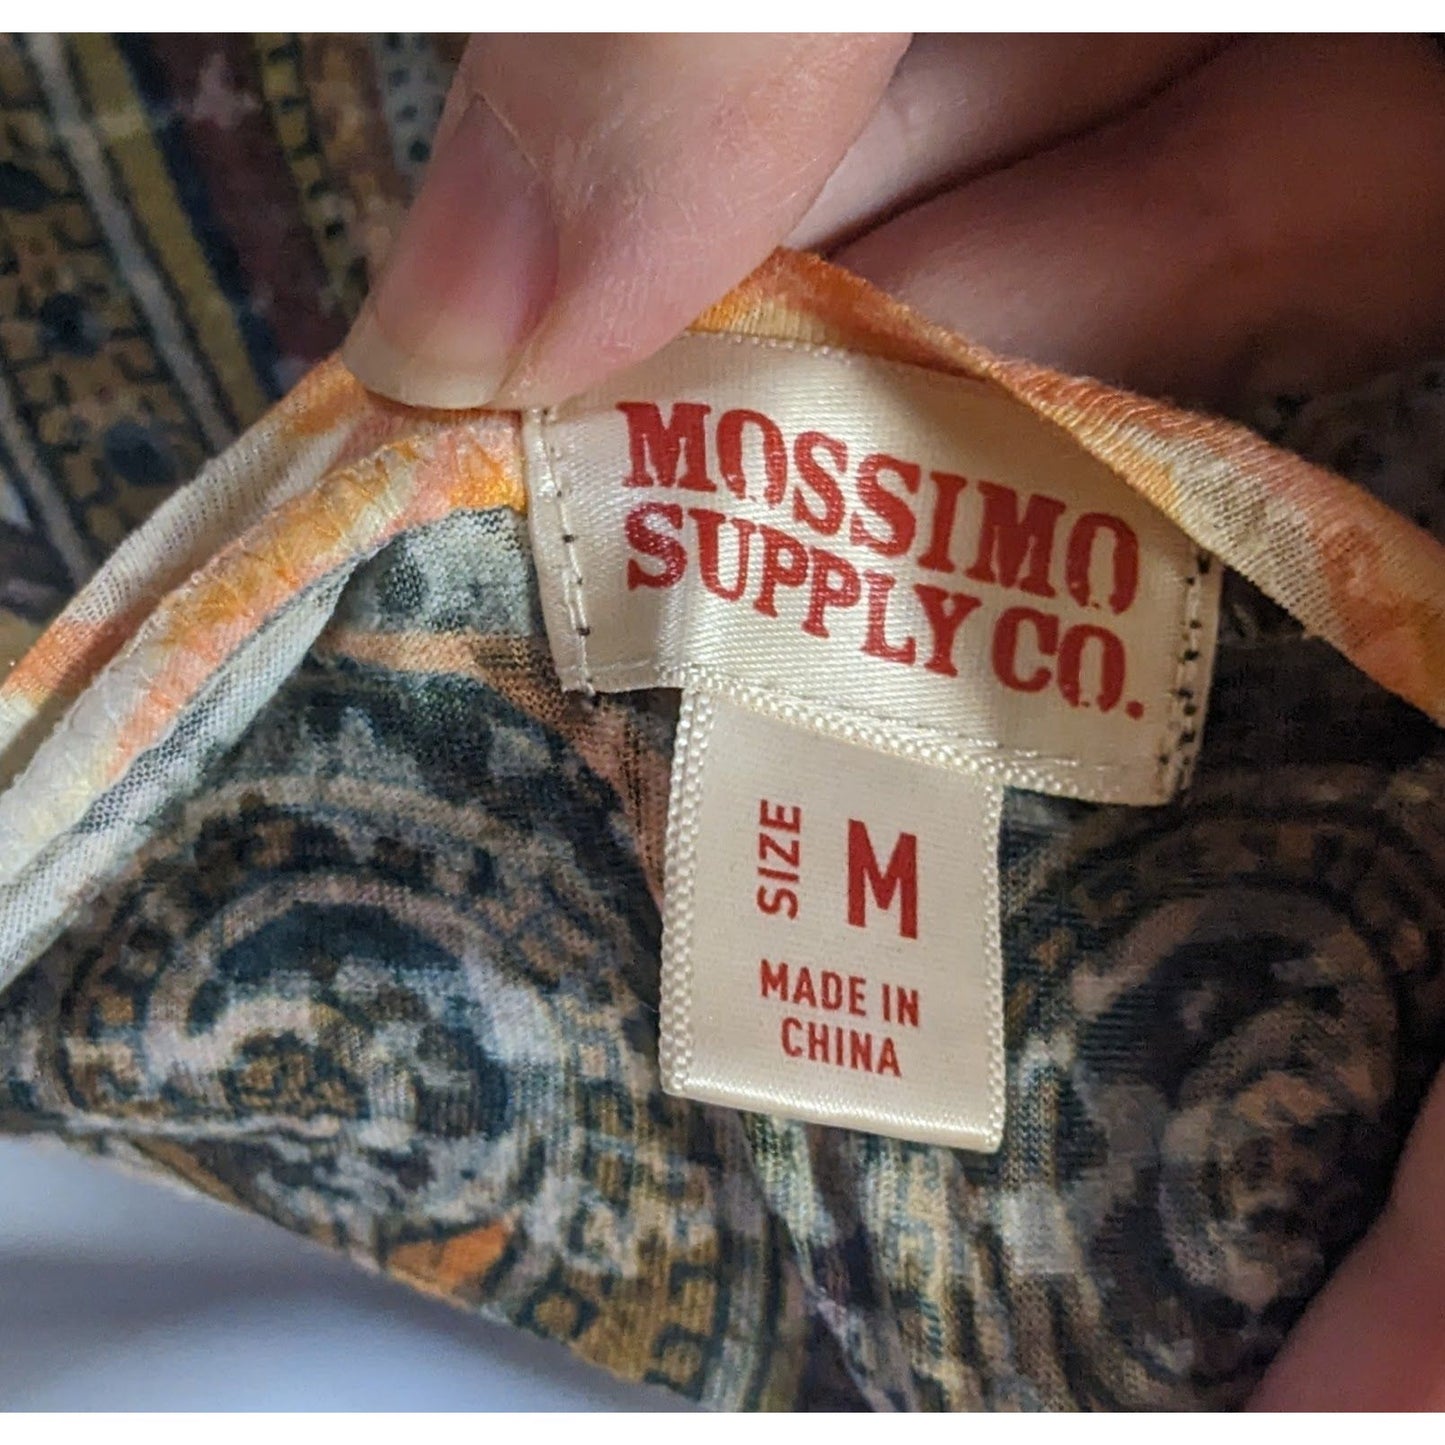 MOSSIMO
SUPPLY CO.
SIZE M
MADE IN
CHINA